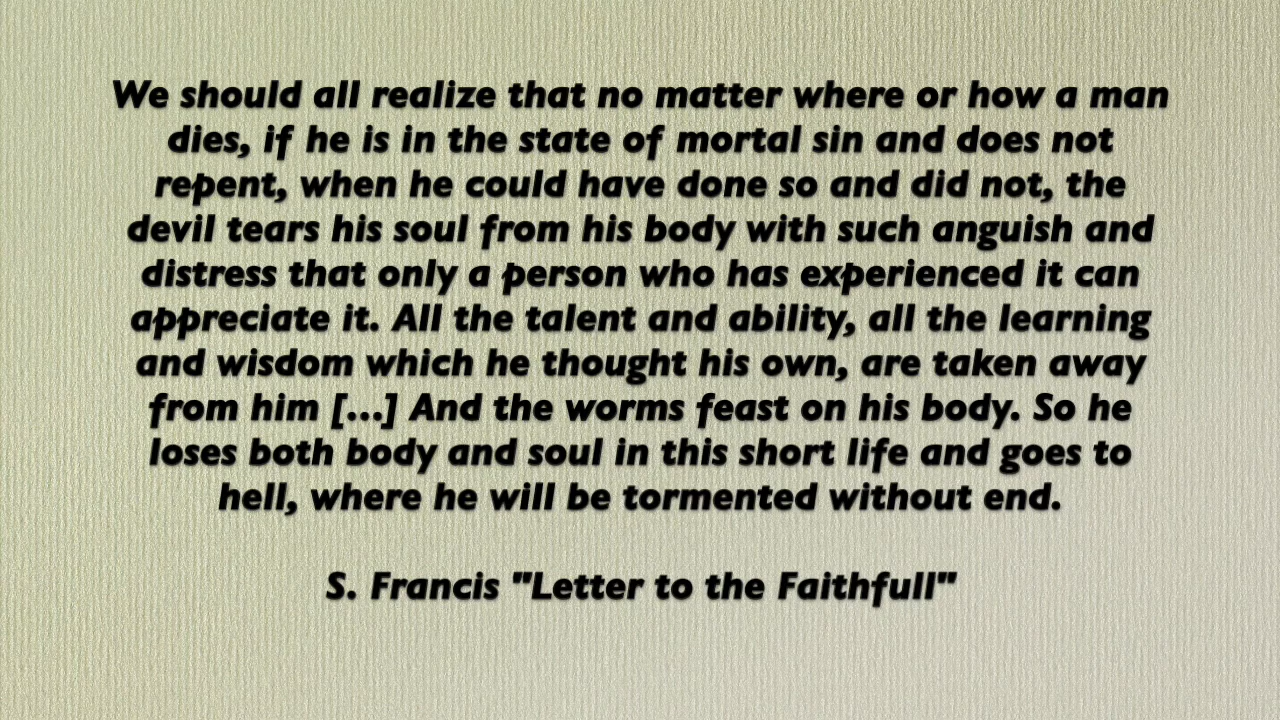 We should all realize that no matter where or how a man
dies, if he is in the state of mortal sin and does not
repent, when he could have done so and did not, the
devil tears his soul from his body with such anguish and
distress that only a person who has experienced it can
appreciate it. All the talent and ability, all the learning
and wisdom which he thought his own, are taken away
from him [...] And the worms feast on his body. So he
loses both body and soul in this short life and goes to
hell, where he will be tormented without end.
S. Francis "Letter to the Faithfull"